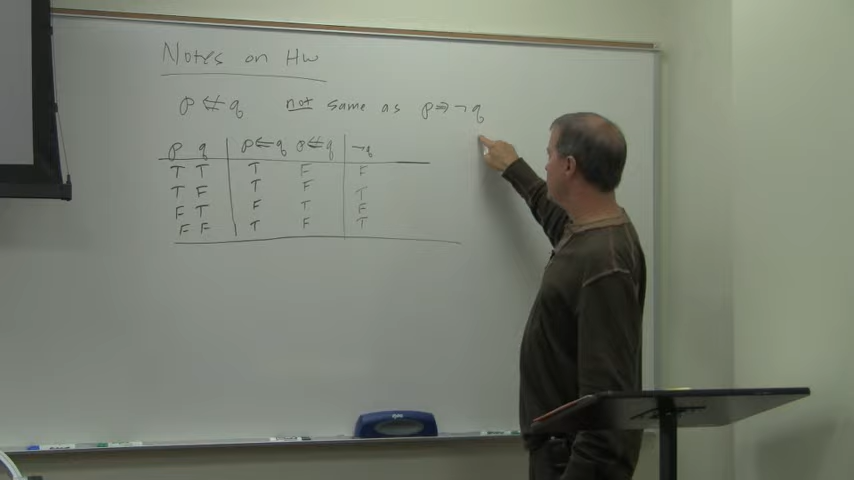 Notes on Hw
p ⇍ q not same as p ⇒ ¬q
p q p ⇐ q p ⇍ q ¬q
T T T F F
T F T F T
F T F T F
F F T F T